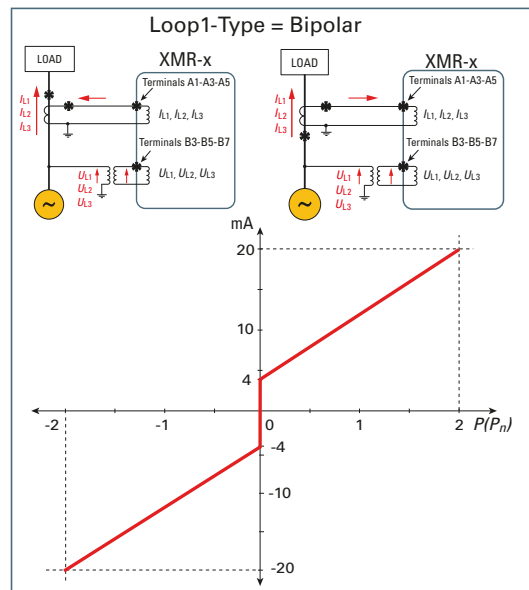 Loop1-Type = Bipolar
LOAD
XMR-x
Terminals A1-A3-A5
IL1
IL2
IL3
IL1, IL2, IL3
Terminals B3-B5-B7
UL1
UL2
UL3
UL1, UL2, UL3
~
LOAD
XMR-x
Terminals A1-A3-A5
IL1
IL2
IL3
IL1, IL2, IL3
Terminals B3-B5-B7
UL1
UL2
UL3
UL1, UL2, UL3
~
mA
20
10
4
-2 -1 0 1 2 P(Pn)
-4
-10
-20